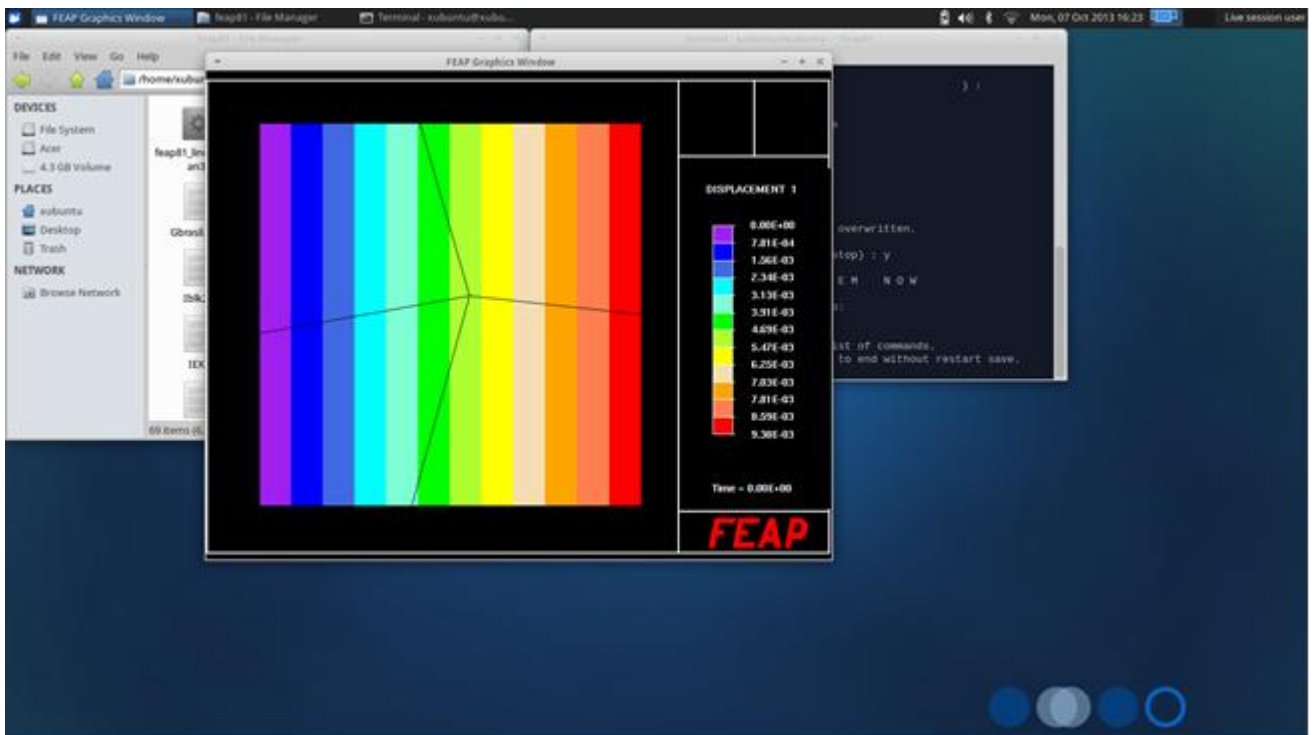 FEAP Graphics Window
feap81 - File Manager
Terminal - xubuntu@xubu...
Mon, 07 Oct 2013 16:23
Live session user
File Edit View Go Help
/home/xubun
DEVICES
File System
Acer
4.3 GB Volume
PLACES
xubuntu
Desktop
Trash
NETWORK
Browse Network
69 items
FEAP Graphics Window
DISPLACEMENT 1
0.00E+00
7.81E-04
1.56E-03
2.34E-03
3.13E-03
3.91E-03
4.69E-03
5.47E-03
6.25E-03
7.03E-03
7.81E-03
8.59E-03
9.38E-03
Time = 0.00E+00
FEAP
overwritten.
stop) : y
E M N O W
ist of commands.
to end without restart save.